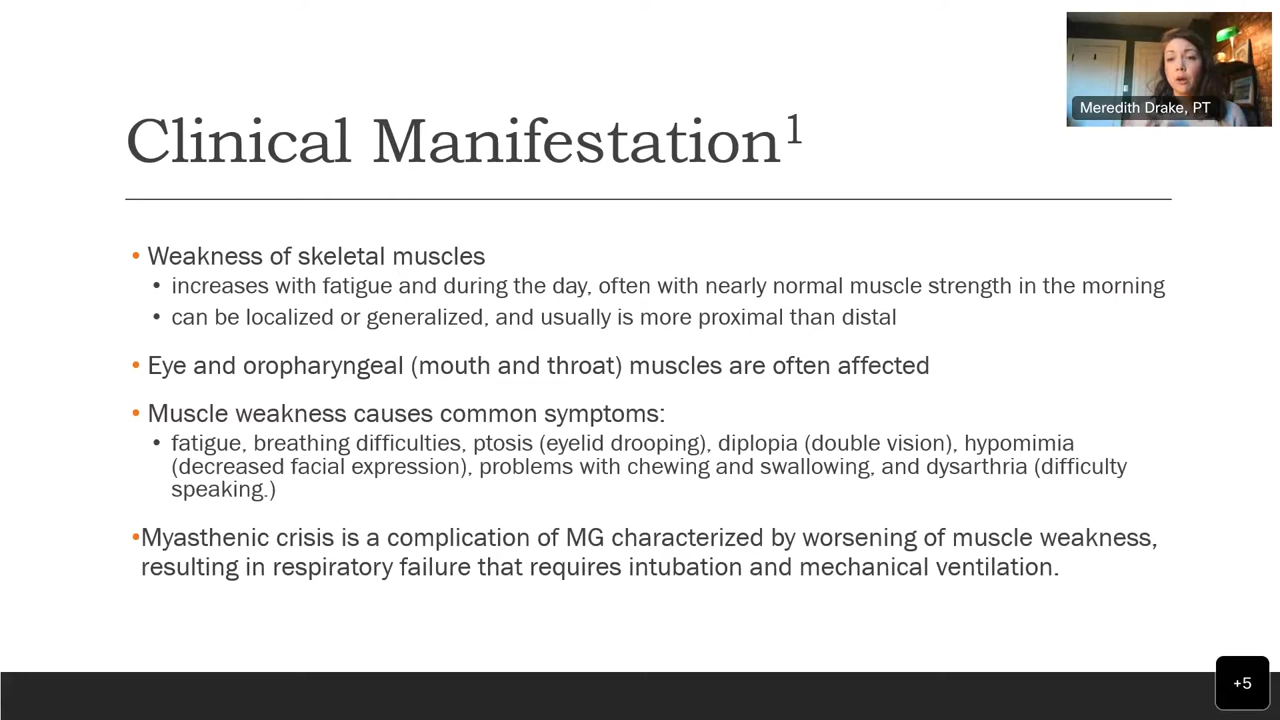 Meredith Drake, PT
Clinical Manifestation¹
• Weakness of skeletal muscles
• increases with fatigue and during the day, often with nearly normal muscle strength in the morning
• can be localized or generalized, and usually is more proximal than distal
• Eye and oropharyngeal (mouth and throat) muscles are often affected
• Muscle weakness causes common symptoms:
• fatigue, breathing difficulties, ptosis (eyelid drooping), diplopia (double vision), hypomimia
(decreased facial expression), problems with chewing and swallowing, and dysarthria (difficulty
speaking.)
•Myasthenic crisis is a complication of MG characterized by worsening of muscle weakness,
resulting in respiratory failure that requires intubation and mechanical ventilation.
+5